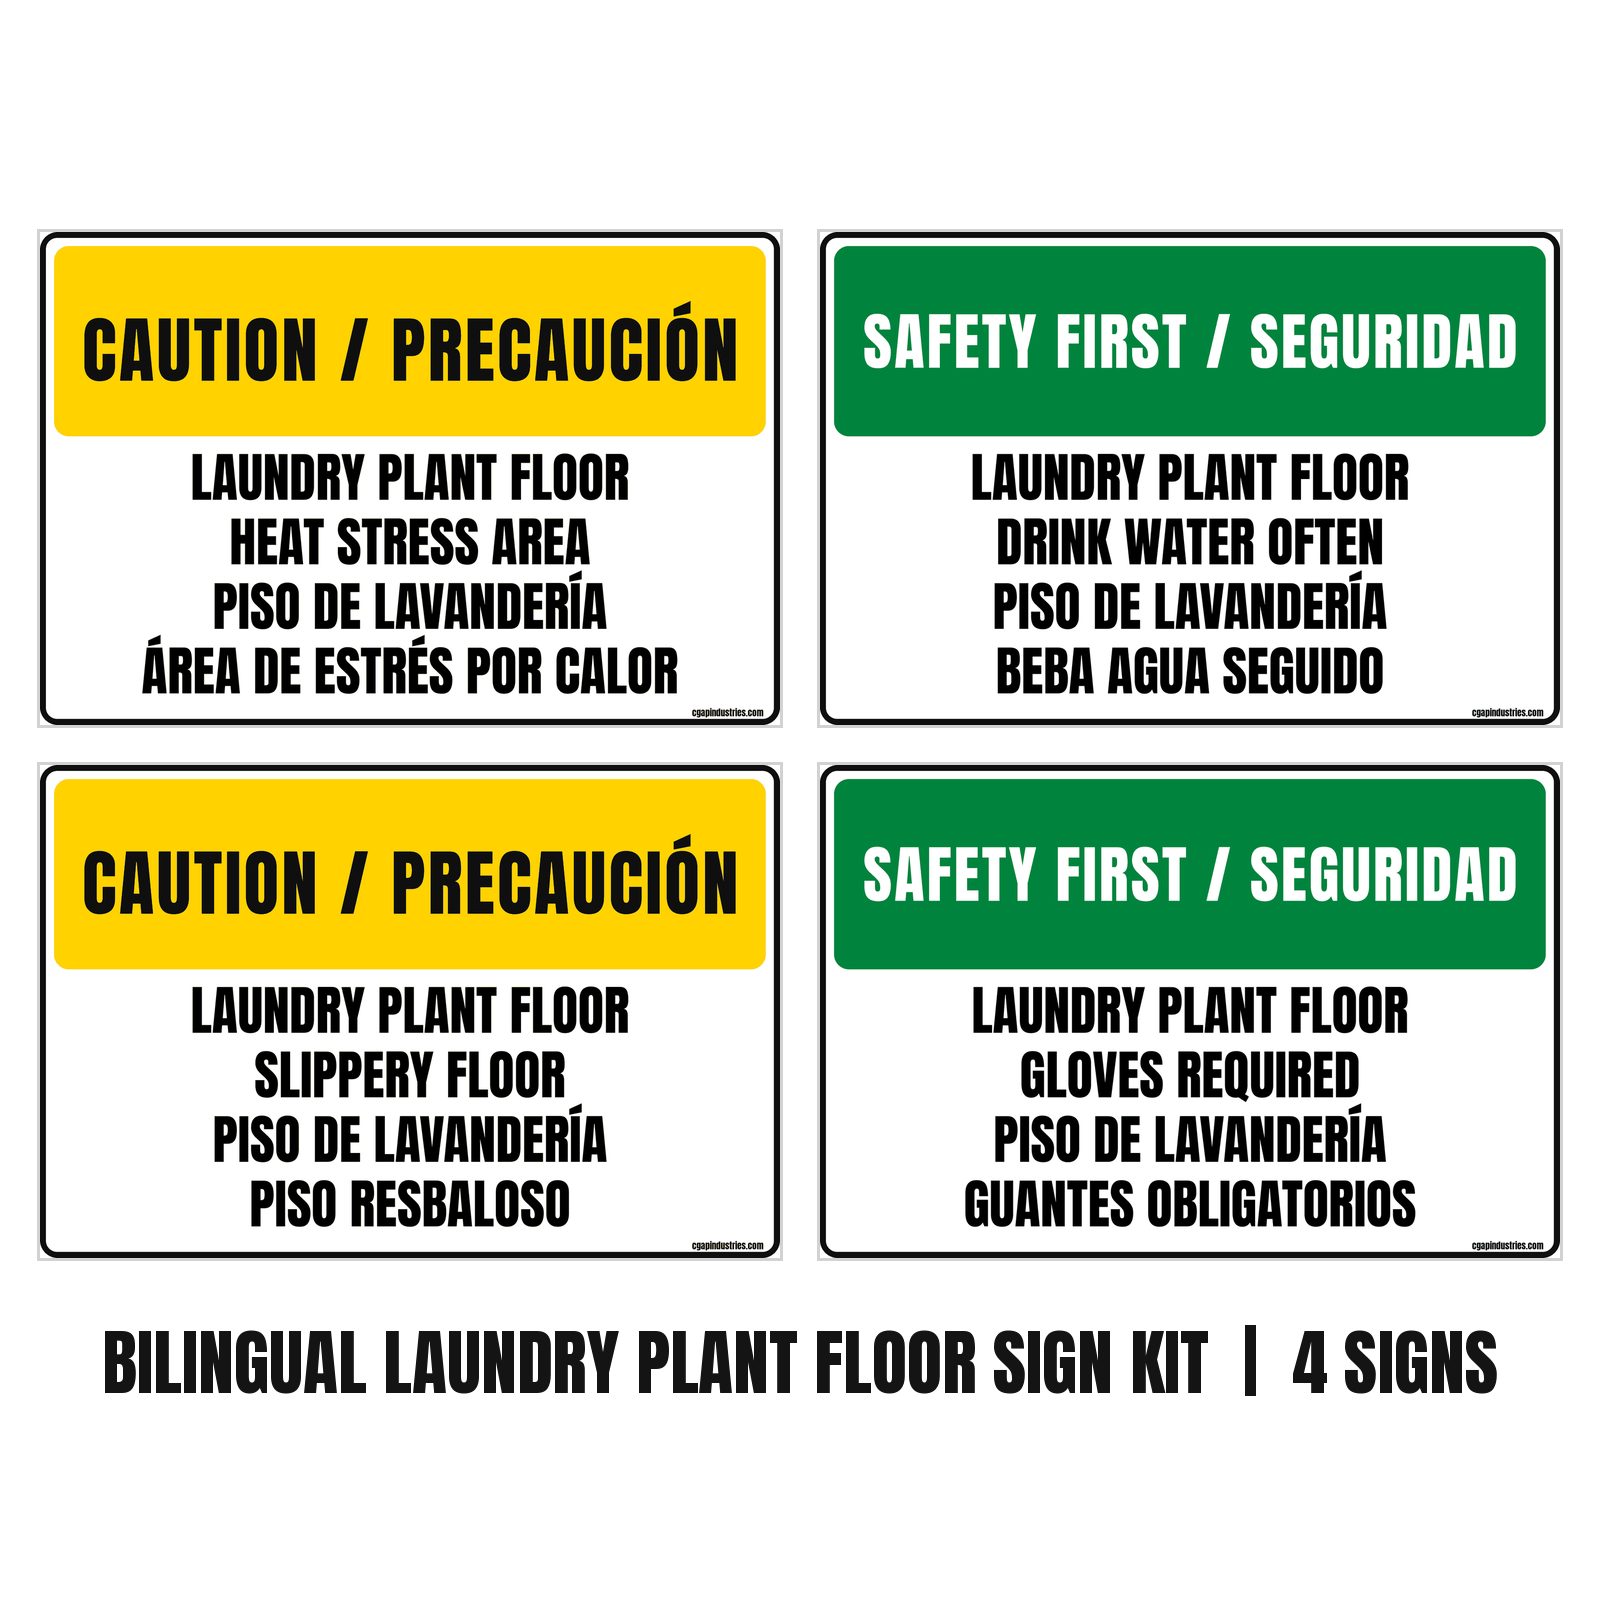 CAUTION / PRECAUCIÓN
LAUNDRY PLANT FLOOR
HEAT STRESS AREA
PISO DE LAVANDERÍA
ÁREA DE ESTRÉS POR CALOR
cgapindustries.com
SAFETY FIRST / SEGURIDAD
LAUNDRY PLANT FLOOR
DRINK WATER OFTEN
PISO DE LAVANDERÍA
BEBA AGUA SEGUIDO
cgapindustries.com
CAUTION / PRECAUCIÓN
LAUNDRY PLANT FLOOR
SLIPPERY FLOOR
PISO DE LAVANDERÍA
PISO RESBALOSO
cgapindustries.com
SAFETY FIRST / SEGURIDAD
LAUNDRY PLANT FLOOR
GLOVES REQUIRED
PISO DE LAVANDERÍA
GUANTES OBLIGATORIOS
cgapindustries.com
BILINGUAL LAUNDRY PLANT FLOOR SIGN KIT | 4 SIGNS